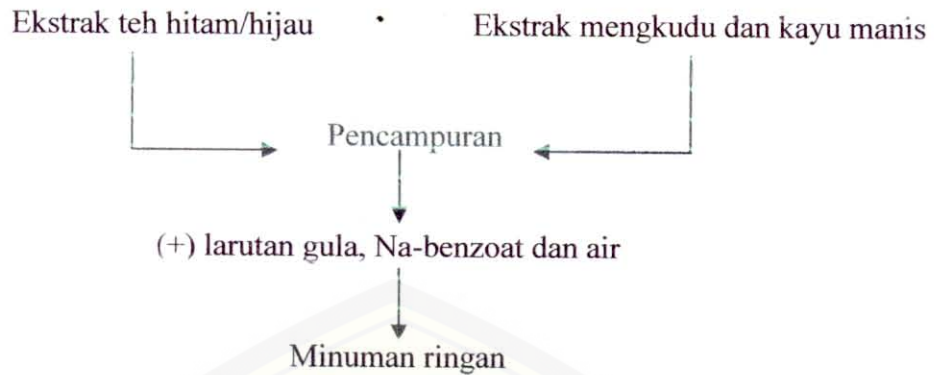 Ekstrak teh hitam/hijau
Ekstrak mengkudu dan kayu manis
Pencampuran
(+) larutan gula, Na-benzoat dan air
Minuman ringan